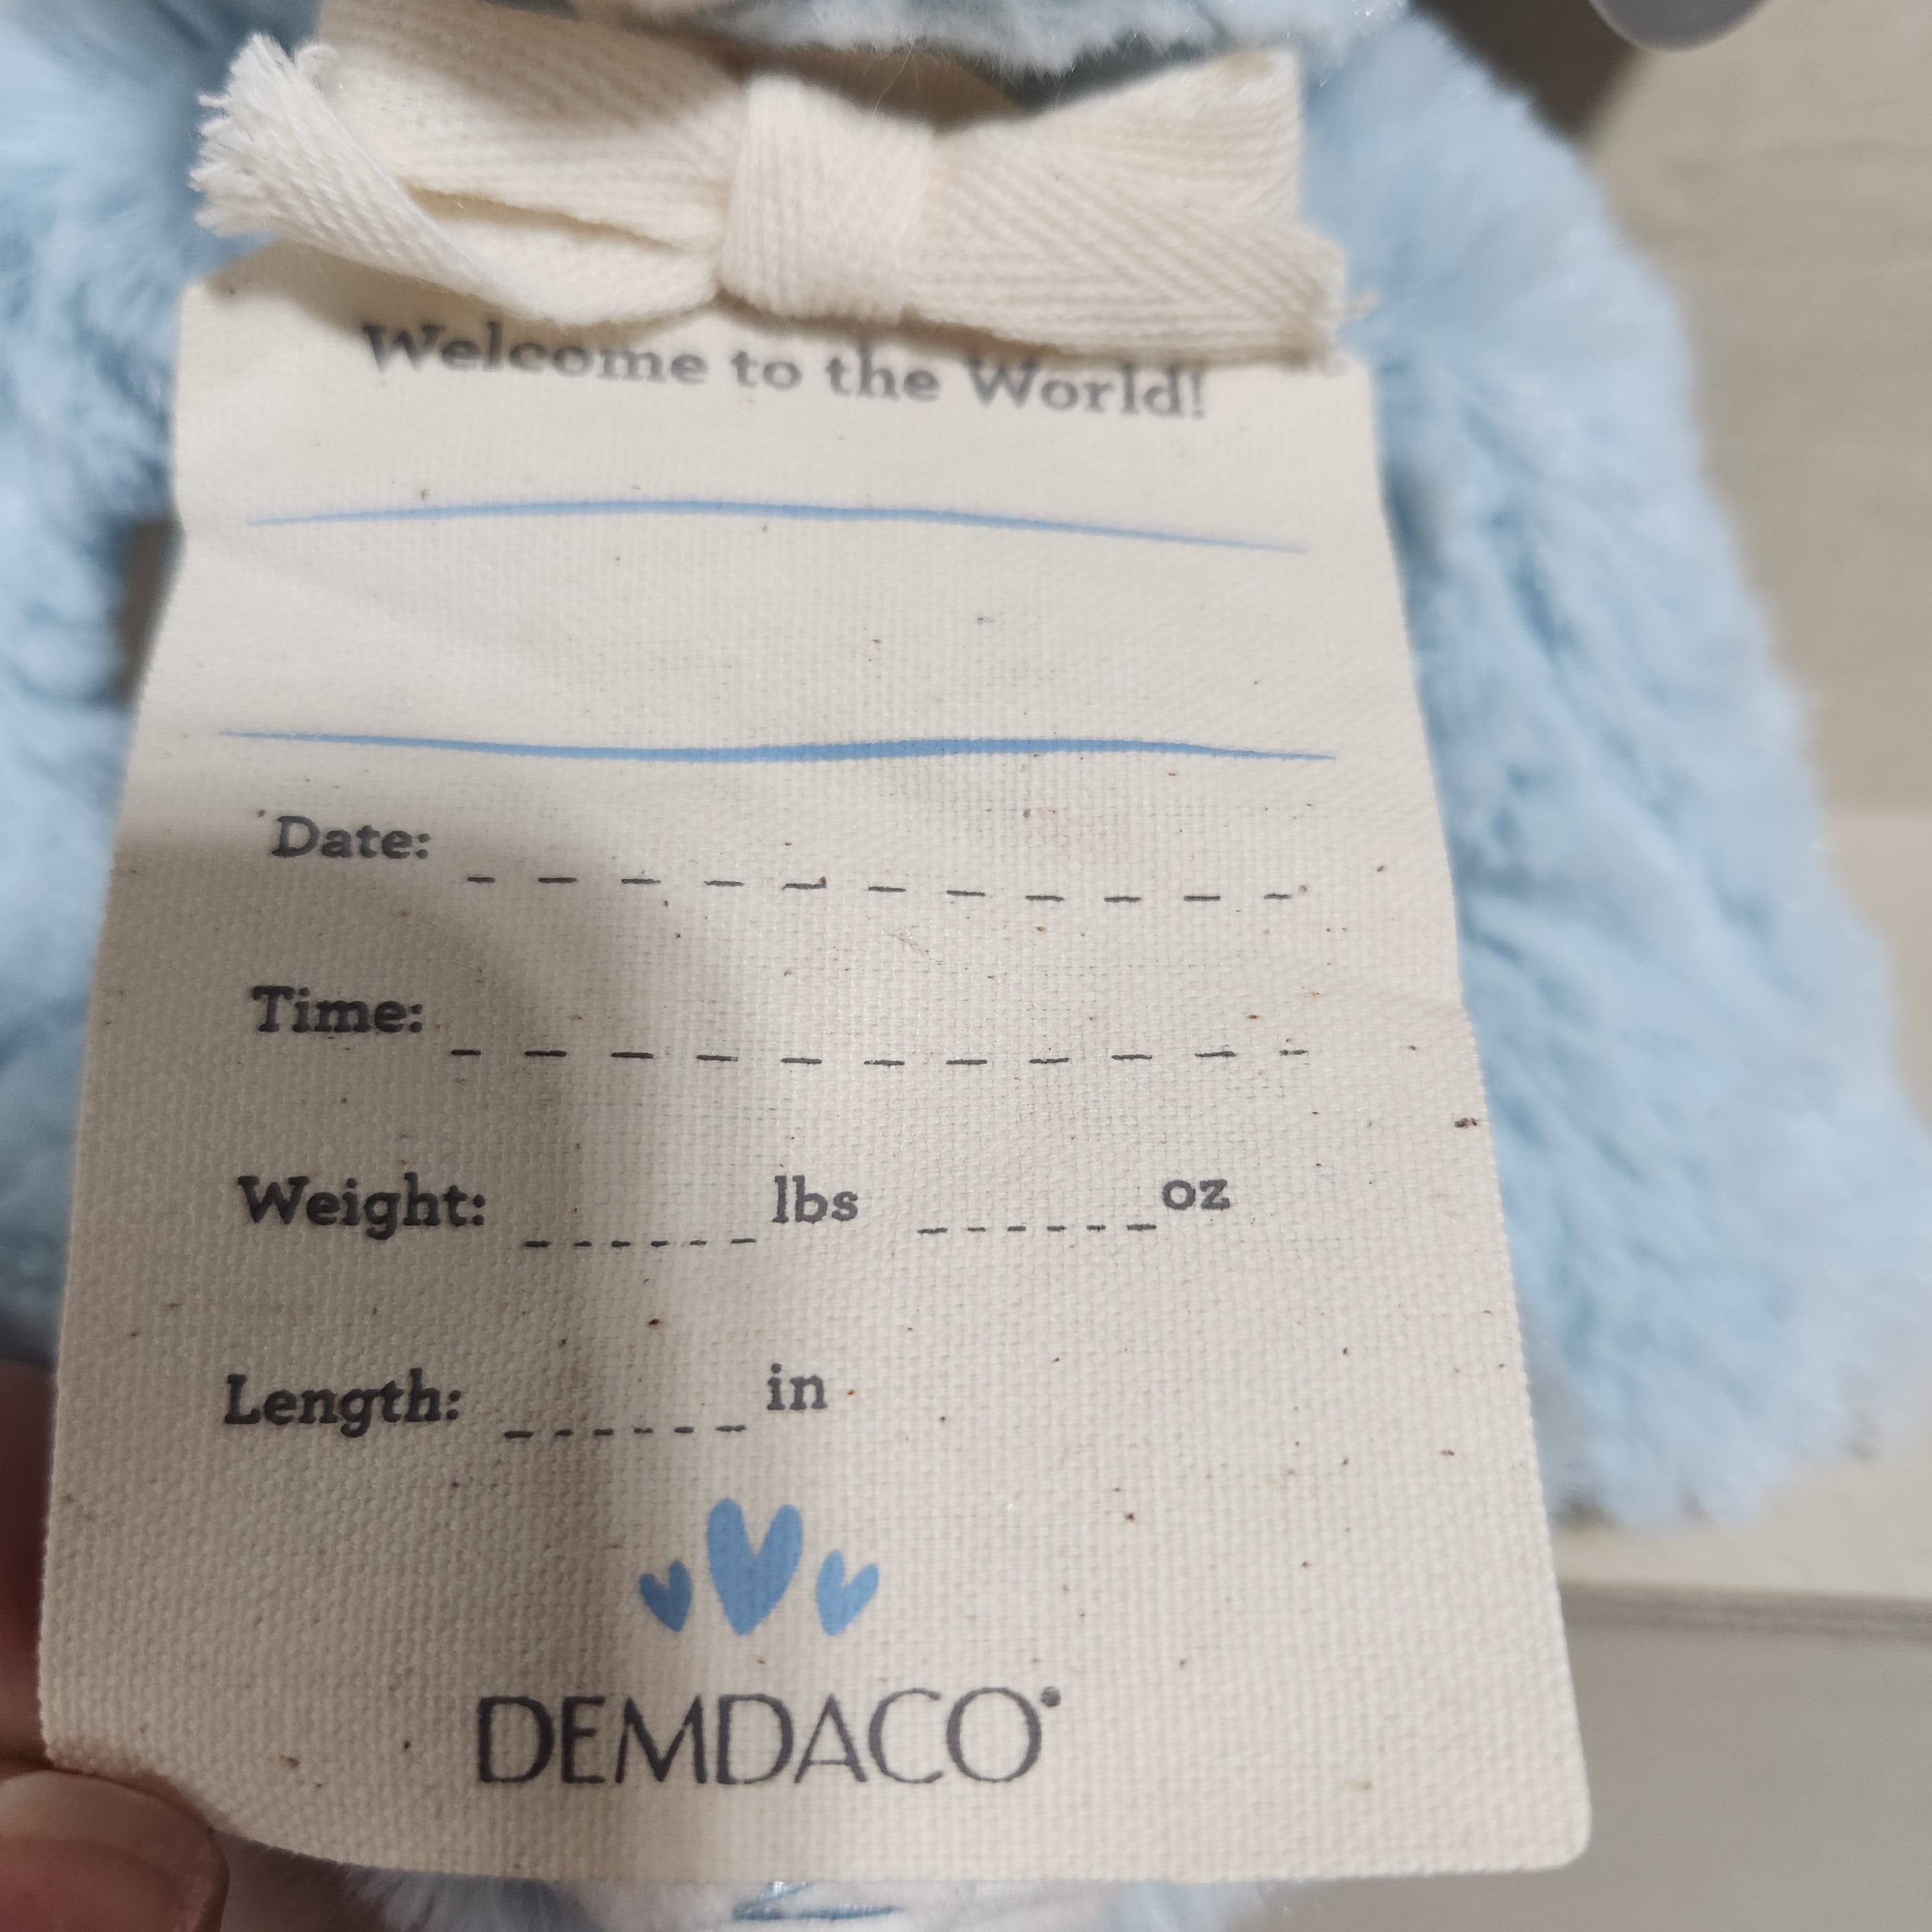 Welcome to the World!
Date:
Time:
Weight: lbs oz
Length: in
DEMDACO